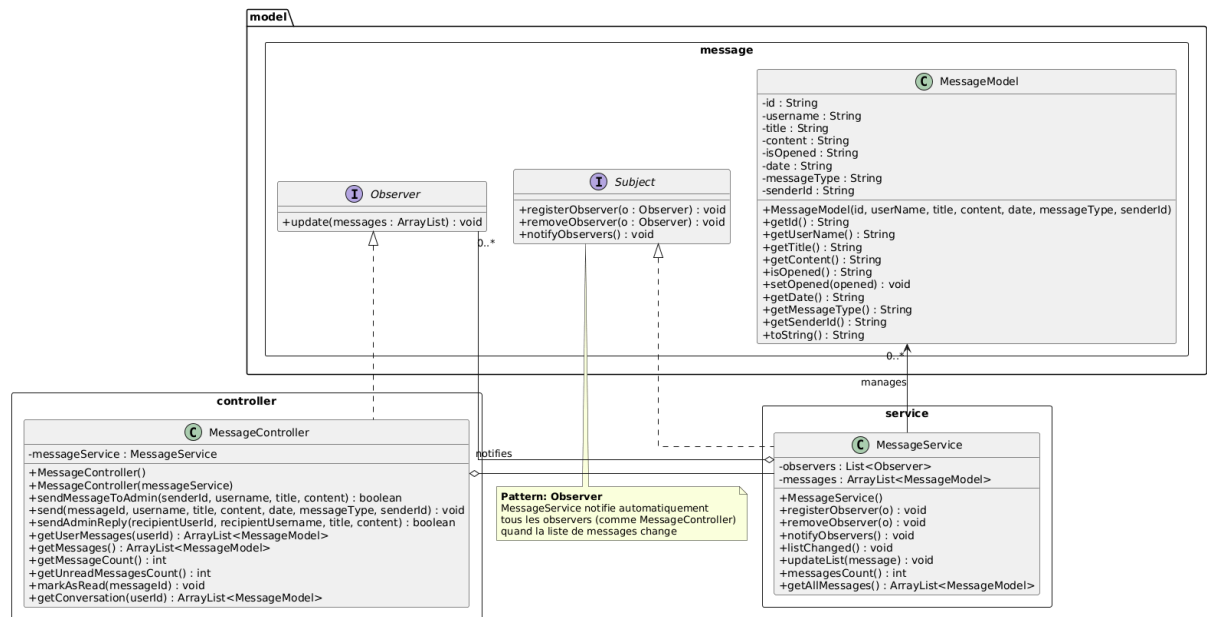 model
message
C MessageModel
-id : String
-username : String
-title : String
-content : String
-isOpened : String
-date : String
-messageType : String
-senderId : String
+MessageModel(id, userName, title, content, date, messageType, senderId)
+getId() : String
+getUserName() : String
+getTitle() : String
+getContent() : String
+isOpened() : String
+setOpened(opened) : void
+getDate() : String
+getMessageType() : String
+getSenderId() : String
+toString() : String
I Subject
+registerObserver(o : Observer) : void
+removeObserver(o : Observer) : void
+notifyObservers() : void
I Observer
+update(messages : ArrayList) : void
0..*
0..*
manages
controller
C MessageController
-messageService : MessageService
+MessageController()
+MessageController(messageService)
+sendMessageToAdmin(senderId, username, title, content) : boolean
+send(messageId, username, title, content, date, messageType, senderId) : void
+sendAdminReply(recipientUserId, recipientUsername, title, content) : boolean
+getUserMessages(userId) : ArrayList<MessageModel>
+getMessages() : ArrayList<MessageModel>
+getMessageCount() : int
+getUnreadMessagesCount() : int
+markAsRead(messageId) : void
+getConversation(userId) : ArrayList<MessageModel>
notifies
Pattern: Observer
MessageService notifie automatiquement
tous les observers (comme MessageController)
quand la liste de messages change
service
C MessageService
-observers : List<Observer>
-messages : ArrayList<MessageModel>
+MessageService()
+registerObserver(o) : void
+removeObserver(o) : void
+notifyObservers() : void
+listChanged() : void
+updateList(message) : void
+messagesCount() : int
+getAllMessages() : ArrayList<MessageModel>